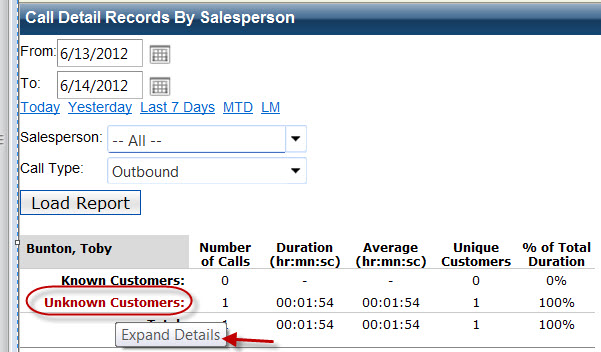 Call Detail Records By Salesperson
From: 6/13/2012
To: 6/14/2012
Today Yesterday Last 7 Days MTD LM
Salesperson: -- All --
Call Type: Outbound
Load Report
Bunton, Toby Number of Calls Duration (hr:mn:sc) Average (hr:mn:sc) Unique Customers % of Total Duration
Known Customers: 0 - - 0 0%
Unknown Customers: 1 00:01:54 00:01:54 1 100%
1 00:01:54 00:01:54 1 100%
Expand Details